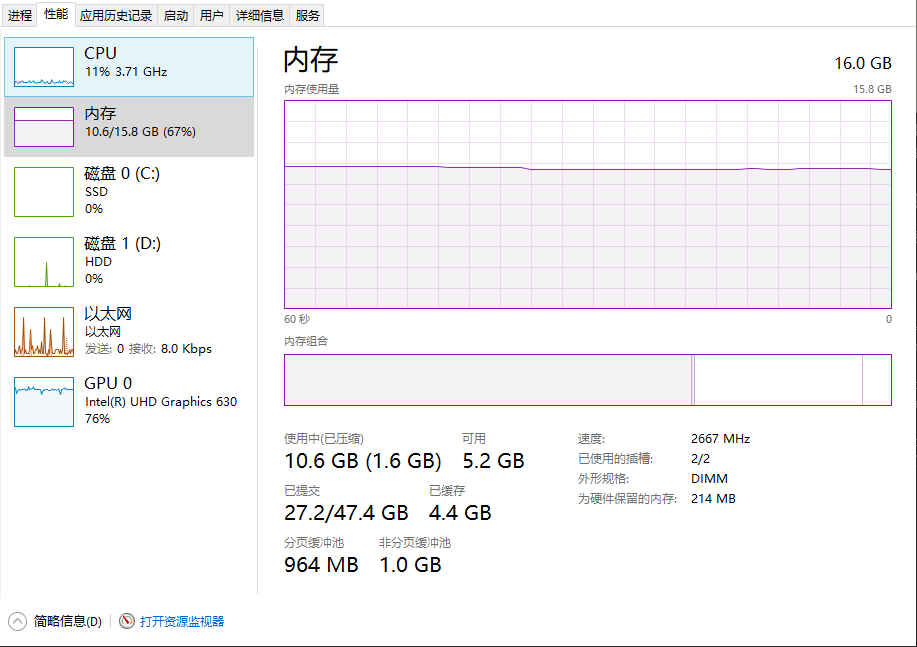 进程 性能 应用历史记录 启动 用户 详细信息 服务
CPU
11% 3.71 GHz
内存
10.6/15.8 GB (67%)
磁盘 0 (C:)
SSD
0%
磁盘 1 (D:)
HDD
0%
以太网
以太网
发送: 0 接收: 8.0 Kbps
GPU 0
Intel(R) UHD Graphics 630
76%
内存 16.0 GB
内存使用量 15.8 GB
60 秒 0
内存组合
使用中(已压缩) 可用
10.6 GB (1.6 GB) 5.2 GB
已提交 已缓存
27.2/47.4 GB 4.4 GB
分页缓冲池 非分页缓冲池
964 MB 1.0 GB
速度: 2667 MHz
已使用的插槽: 2/2
外形规格: DIMM
为硬件保留的内存: 214 MB
简略信息(D) 打开资源监视器